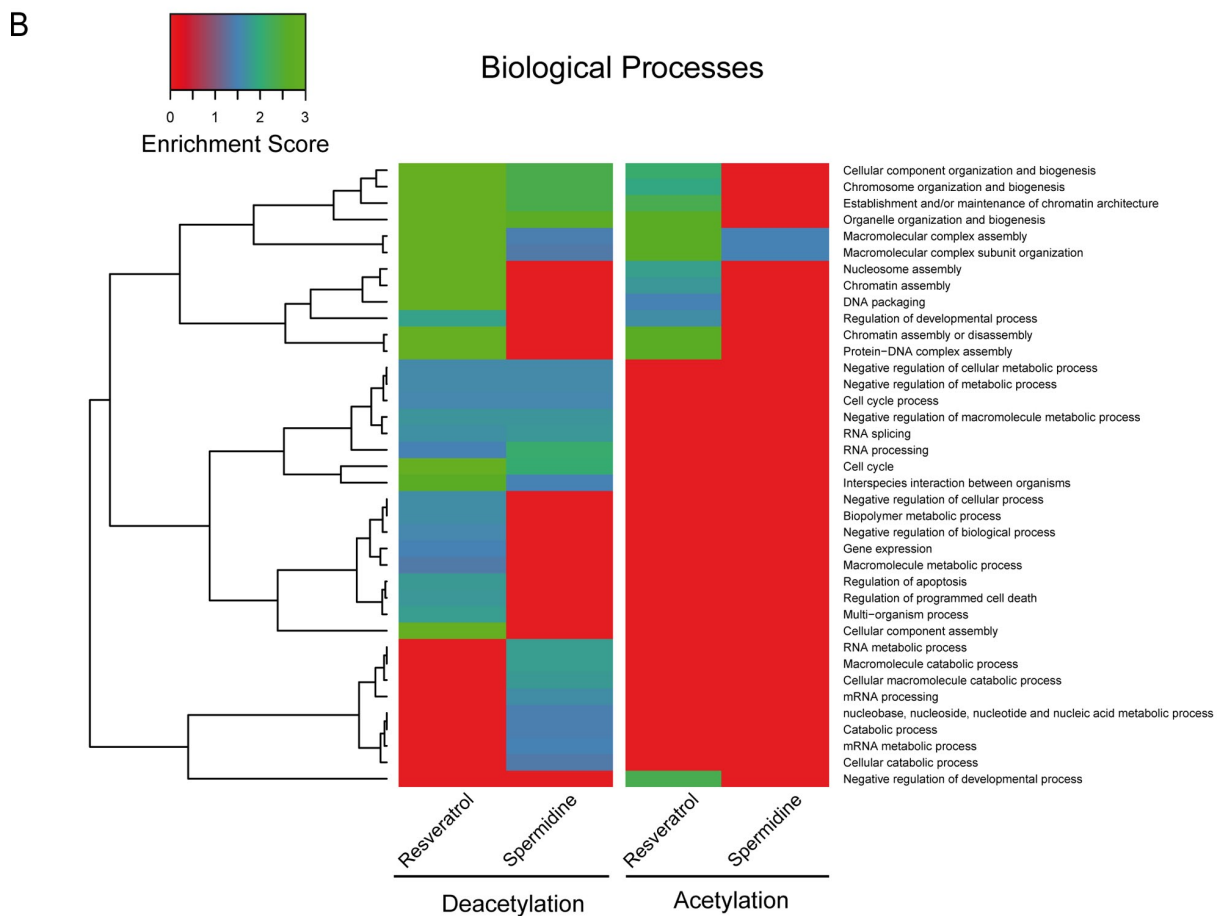 B
Biological Processes
0 1 2 3
Enrichment Score
Cellular component organization and biogenesis
Chromosome organization and biogenesis
Establishment and/or maintenance of chromatin architecture
Organelle organization and biogenesis
Macromolecular complex assembly
Macromolecular complex subunit organization
Nucleosome assembly
Chromatin assembly
DNA packaging
Regulation of developmental process
Chromatin assembly or disassembly
Protein−DNA complex assembly
Negative regulation of cellular metabolic process
Negative regulation of metabolic process
Cell cycle process
Negative regulation of macromolecule metabolic process
RNA splicing
RNA processing
Cell cycle
Interspecies interaction between organisms
Negative regulation of cellular process
Biopolymer metabolic process
Negative regulation of biological process
Gene expression
Macromolecule metabolic process
Regulation of apoptosis
Regulation of programmed cell death
Multi−organism process
Cellular component assembly
RNA metabolic process
Macromolecule catabolic process
Cellular macromolecule catabolic process
mRNA processing
nucleobase, nucleoside, nucleotide and nucleic acid metabolic process
Catabolic process
mRNA metabolic process
Cellular catabolic process
Negative regulation of developmental process
Resveratrol
Spermidine
Resveratrol
Spermidine
Deacetylation
Acetylation